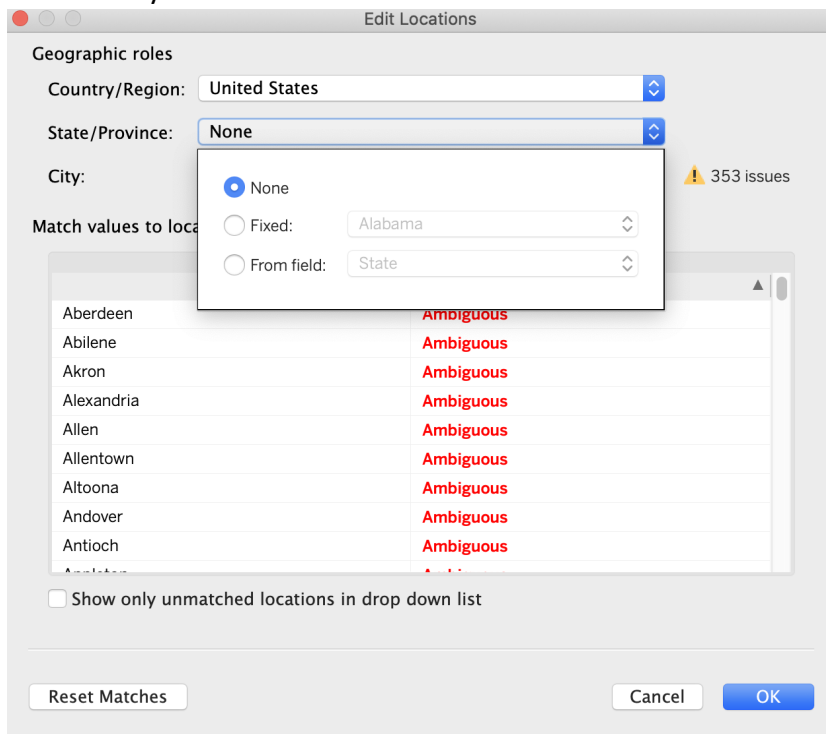 Edit Locations
Geographic roles
Country/Region: United States
State/Province: None
City: 353 issues
None
Fixed: Alabama
From field: State
Match values to loca
Aberdeen Ambiguous
Abilene Ambiguous
Akron Ambiguous
Alexandria Ambiguous
Allen Ambiguous
Allentown Ambiguous
Altoona Ambiguous
Andover Ambiguous
Antioch Ambiguous
Show only unmatched locations in drop down list
Reset Matches Cancel OK